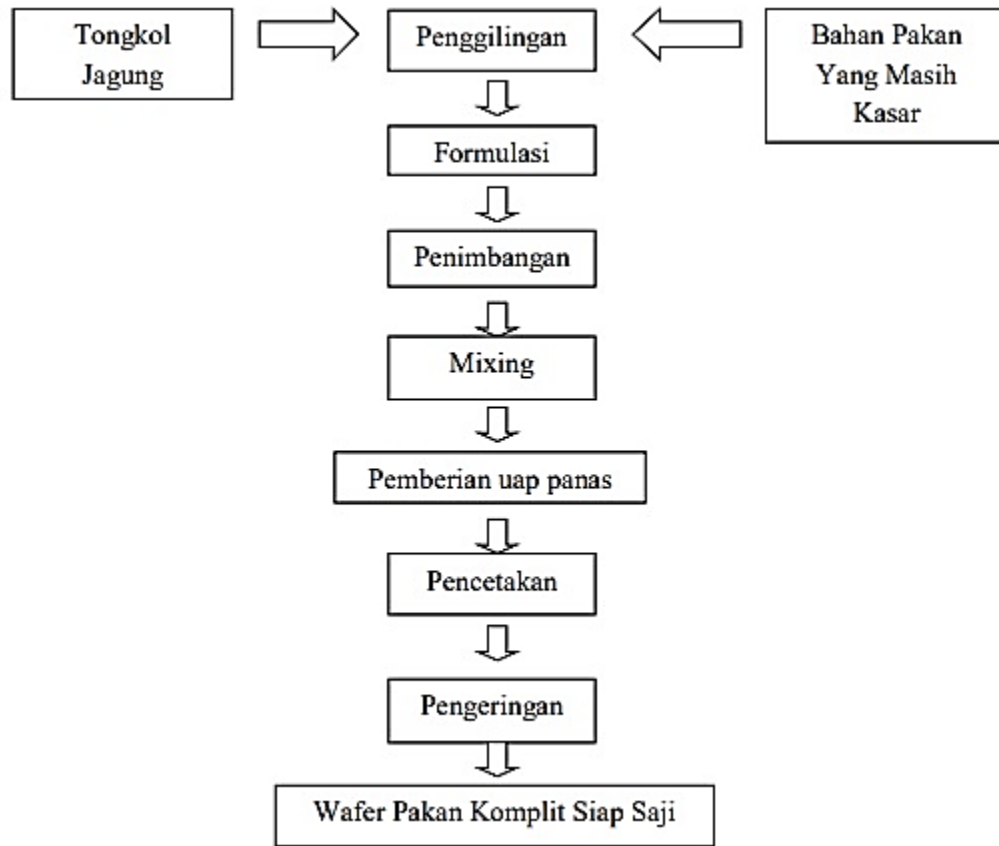 Tongkol
Jagung
Penggilingan
Bahan Pakan
Yang Masih
Kasar
Formulasi
Penimbangan
Mixing
Pemberian uap panas
Pencetakan
Pengeringan
Wafer Pakan Komplit Siap Saji